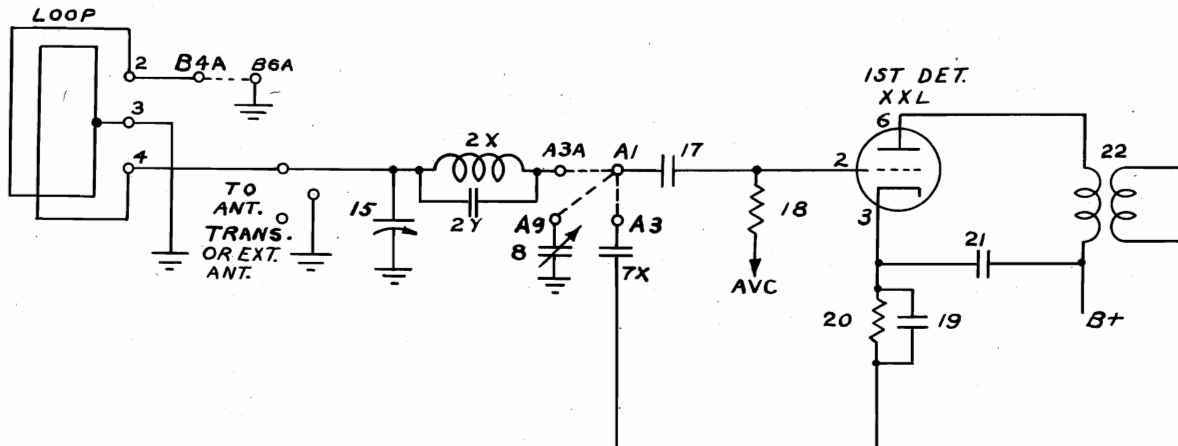 LOOP
2
B4A
B6A
3
4
TO
ANT.
TRANS.
OR EXT.
ANT.
15
2X
2Y
A3A
A1
A9
8
A3
7X
17
18
AVC
1ST DET.
XXL
6
2
3
21
20
19
22
B+